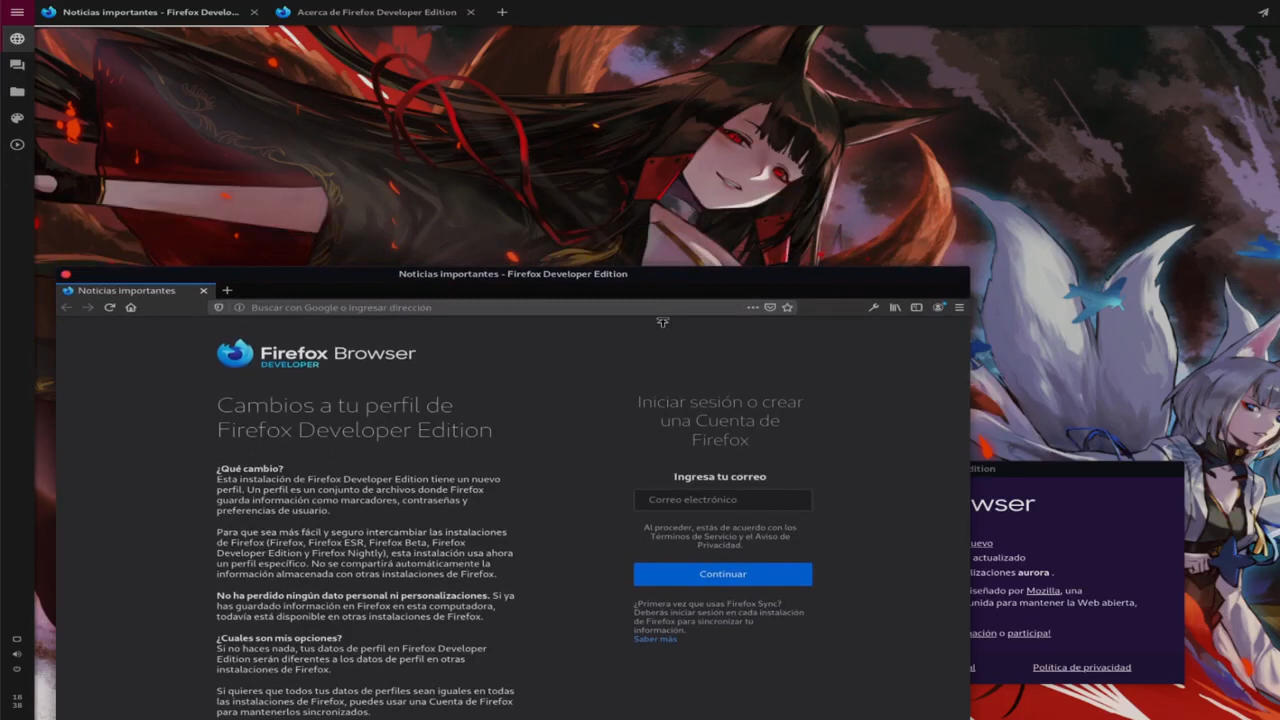 Noticias importantes - Firefox Develo...
Acerca de Firefox Developer Edition
Noticias importantes - Firefox Developer Edition
Noticias importantes
Buscar con Google o ingresar dirección
Firefox Browser
DEVELOPER
Cambios a tu perfil de
Firefox Developer Edition
¿Qué cambio?
Esta instalación de Firefox Developer Edition tiene un nuevo
perfil. Un perfil es un conjunto de archivos donde Firefox
guarda información como marcadores, contraseñas y
preferencias de usuario.
Para que sea más fácil y seguro intercambiar las instalaciones
de Firefox (Firefox, Firefox ESR, Firefox Beta, Firefox
Developer Edition y Firefox Nightly), esta instalación usa ahora
un perfil específico. No se compartirá automáticamente la
información almacenada con otras instalaciones de Firefox.
No ha perdido ningún dato personal ni personalizaciones. Si ya
has guardado información en Firefox en esta computadora,
todavía está disponible en otras instalaciones de Firefox.
¿Cuales son mis opciones?
Si no haces nada, tus datos de perfil en Firefox Developer
Edition serán diferentes a los datos de perfil en otras
instalaciones de Firefox.
Si quieres que todos tus datos de perfiles sean iguales en todas
las instalaciones de Firefox, puedes usar una Cuenta de Firefox
para mantenerlos sincronizados.
Iniciar sesión o crear
una Cuenta de
Firefox
Ingresa tu correo
Correo electrónico
Al proceder, estás de acuerdo con los
Términos de Servicio y el Aviso de
Privacidad.
Continuar
¿Primera vez que usas Firefox Sync?
Deberás iniciar sesión en cada instalación
de Firefox para sincronizar tu
información.
Saber más
dition
wser
uevo
actualizado
lizaciones aurora .
señado por Mozilla, una
unida para mantener la Web abierta,
nación o participa!
al
Política de privacidad
18
38